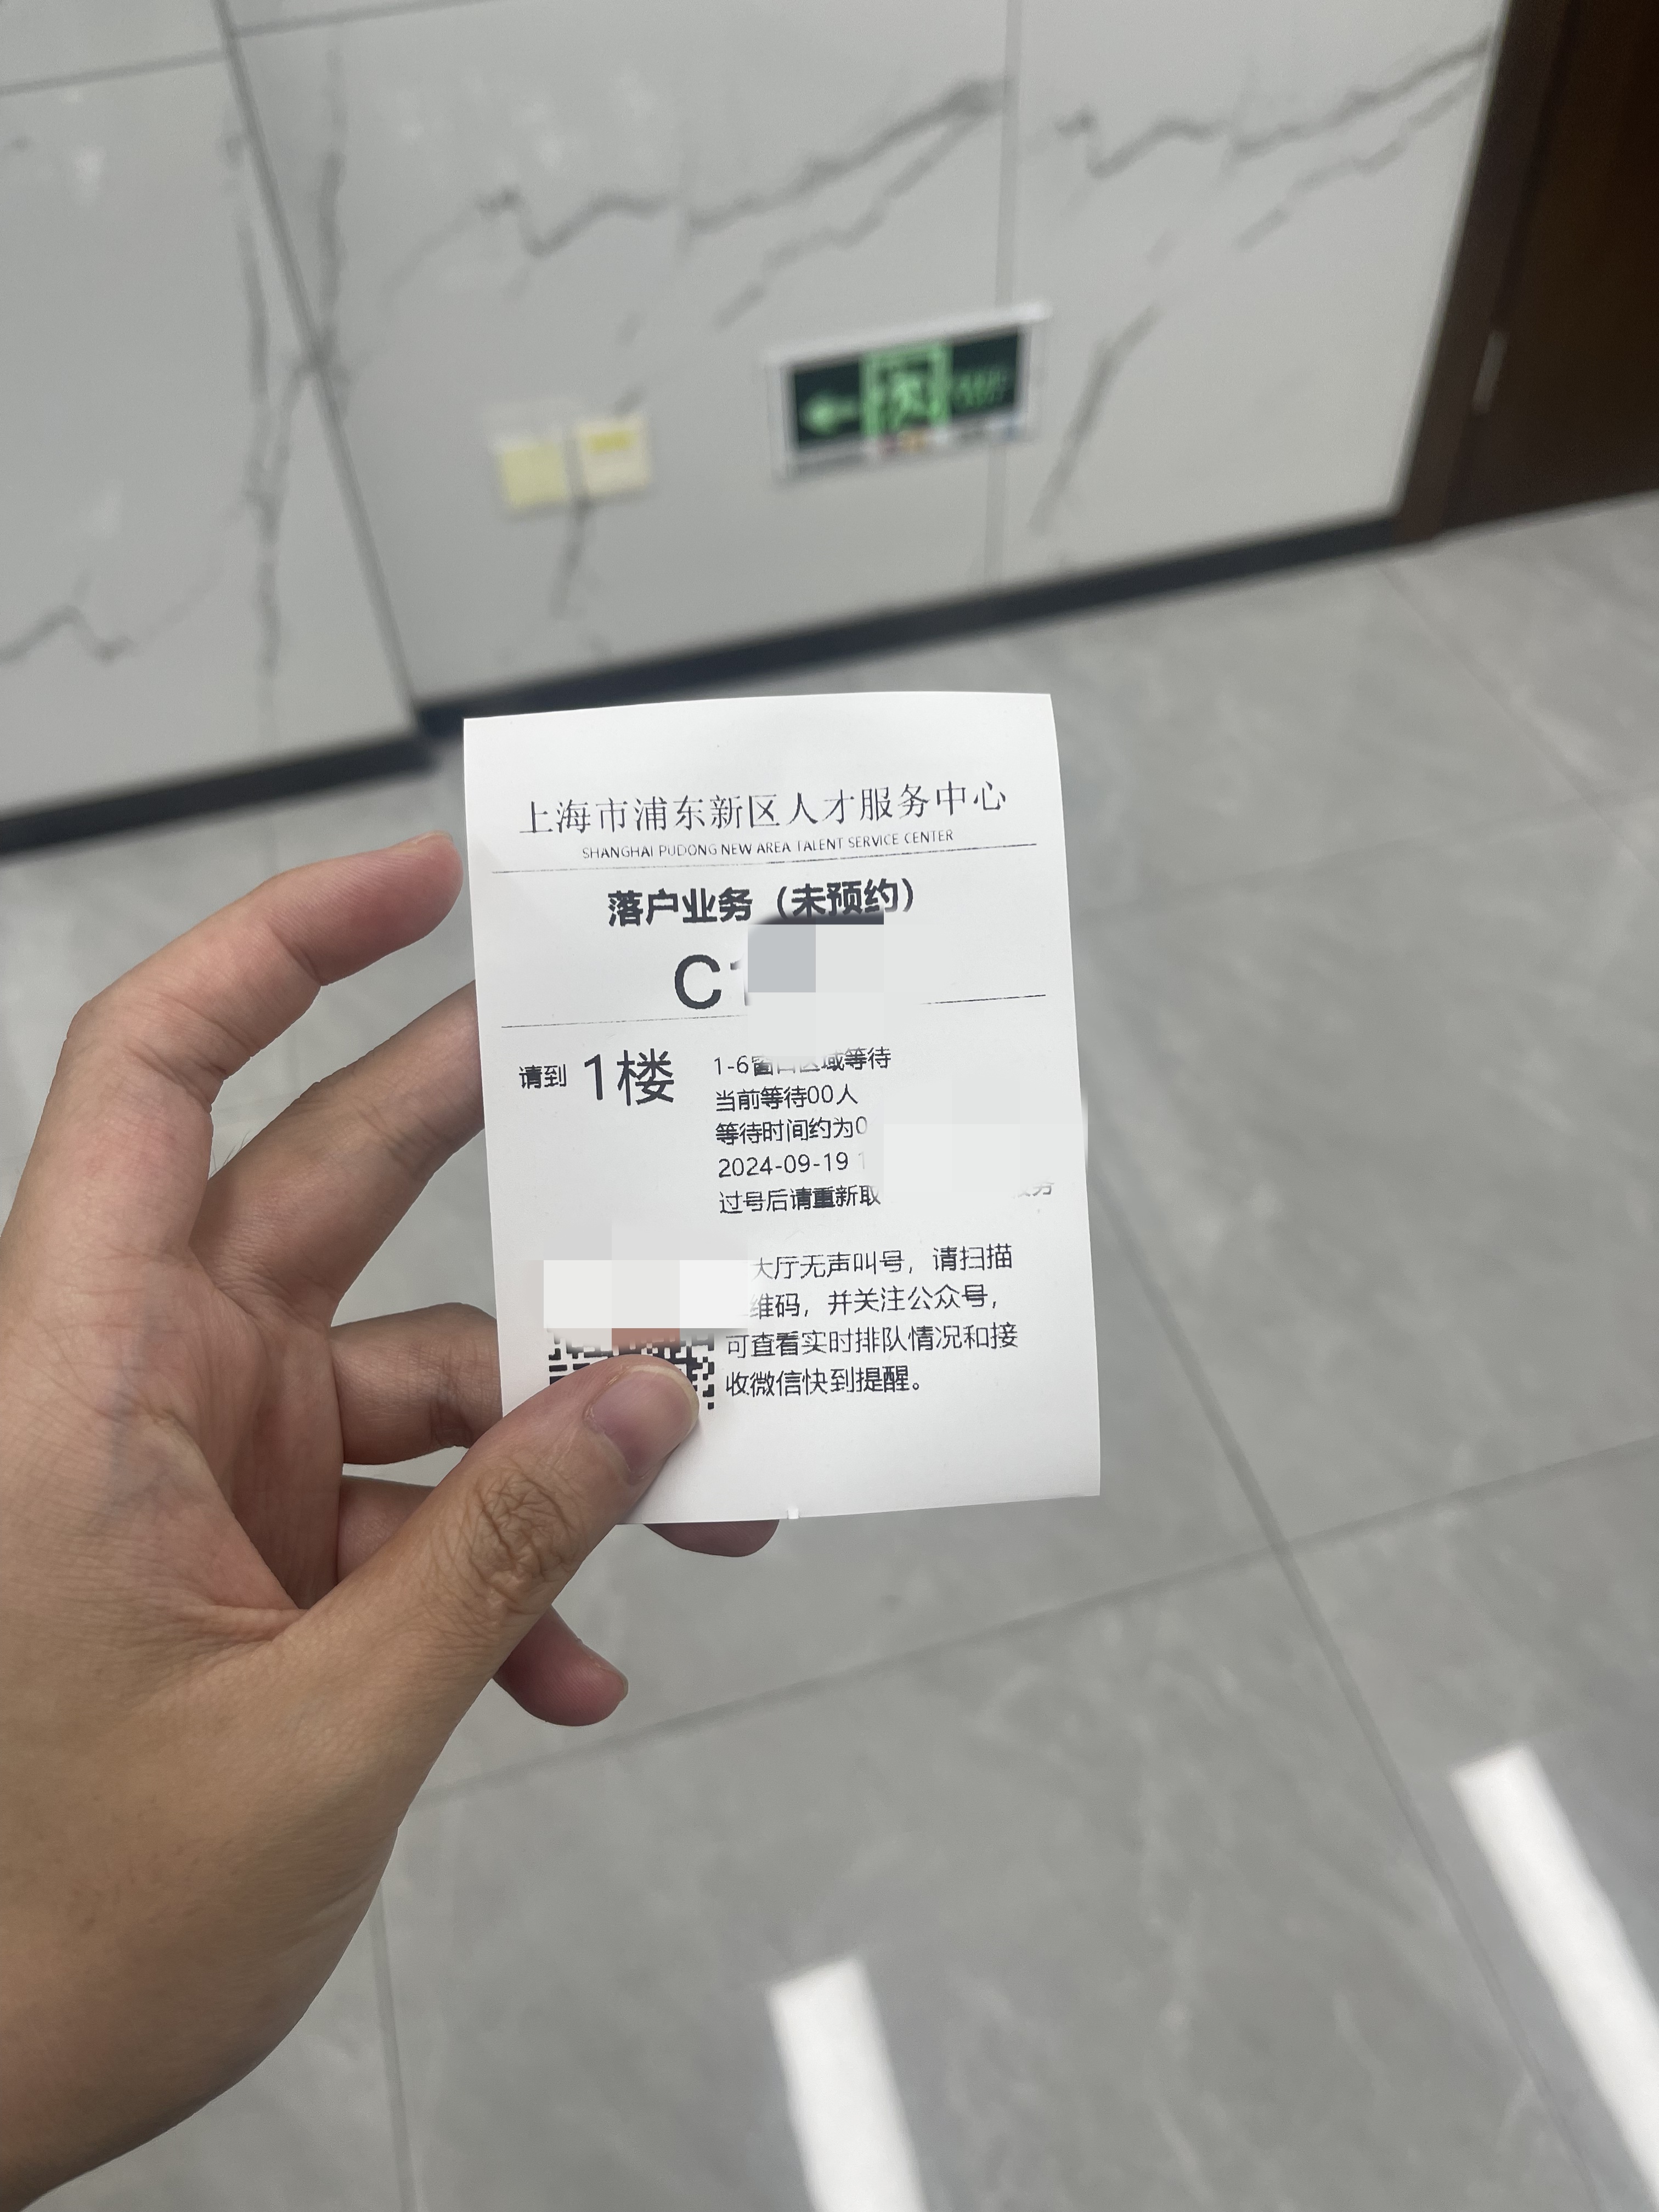 上海市浦东新区人才服务中心
SHANGHAI PUDONG NEW AREA TALENT SERVICE CENTER
落户业务（未预约）
C1
请到 1楼
1-6窗口区域等待
当前等待00人
等待时间约为0
2024-09-19 1
过号后请重新取
大厅无声叫号，请扫描
维码，并关注公众号，
可查看实时排队情况和接
收微信快到提醒。